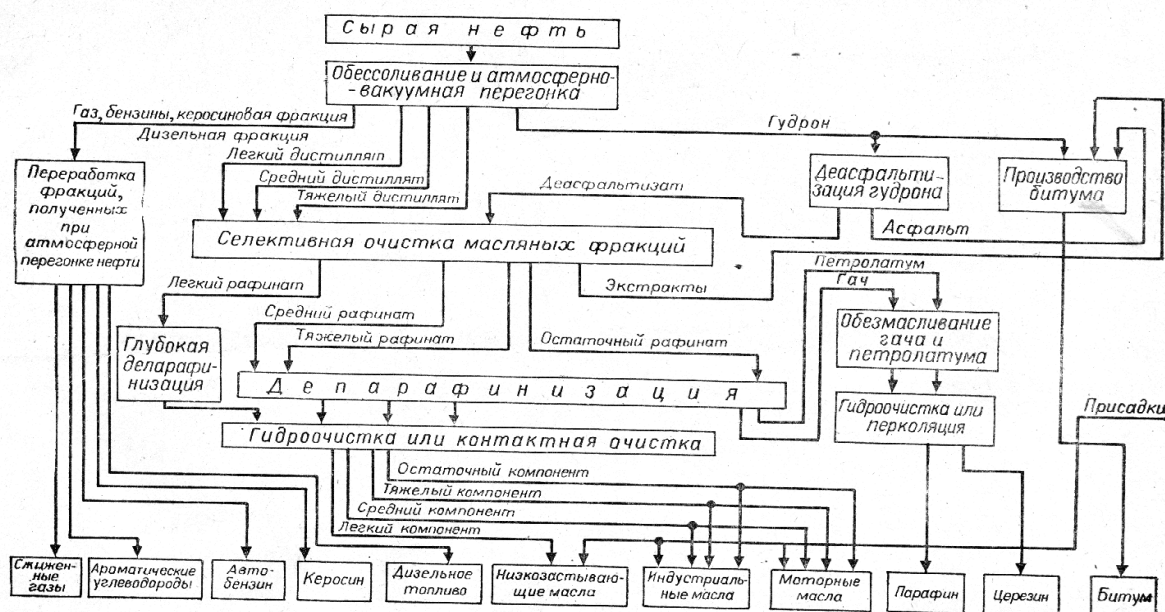 Сырая нефть
Обессоливание и атмосферно-
-вакуумная перегонка
Газ, бензины, керосиновая фракция
Дизельная фракция
Гудрон
Легкий дистиллят
Средний дистиллят
Тяжелый дистиллят
Деасфальтизат
Переработка
фракций,
полученных
при
атмосферной
перегонке нефти
Деасфальти-
зация гудрона
Производство
битума
Асфальт
Селективная очистка масляных фракций
Легкий рафинат
Экстракты
Петролатум
Гач
Средний рафинат
Тяжелый рафинат
Остаточный рафинат
Глубокая
деларафи-
низация
Обезмасливание
гача и
петролатума
Депарафинизация
Гидроочистка или
перколяция
Присадки
Гидроочистка или контактная очистка
Остаточный компонент
Тяжелый компонент
Средний компонент
Легкий компонент
Сжижен-
ные
газы
Ароматические
углеводороды
Авто-
бензин
Керосин
Дизельное
топливо
Низкозастываю-
щие масла
Индустриаль-
ные масла
Моторные
масла
Парафин
Церезин
Битум